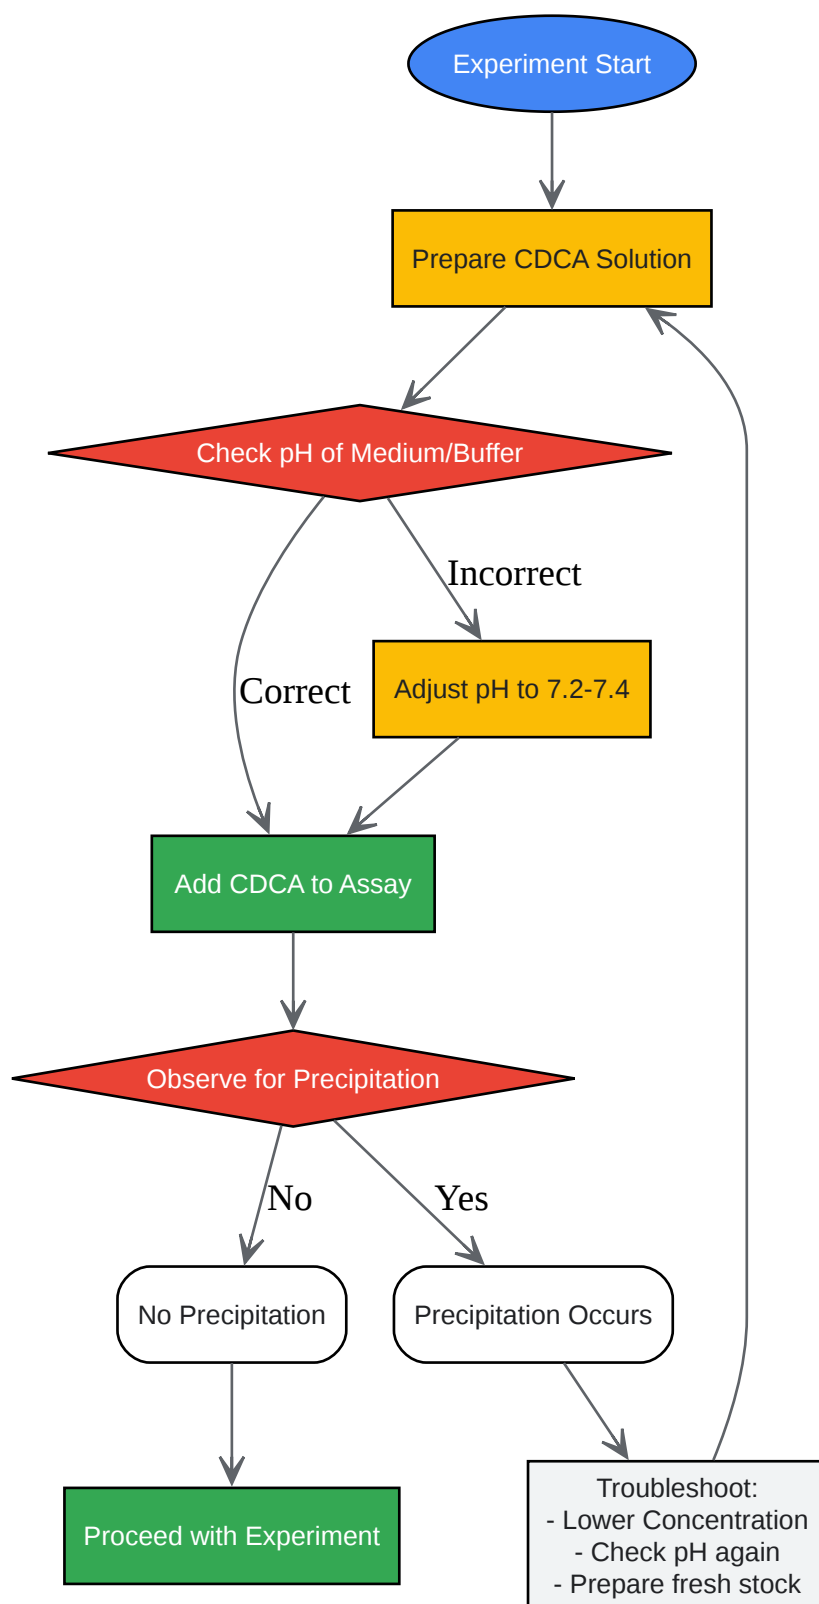 Experiment Start
Prepare CDCA Solution
Check pH of Medium/Buffer
Incorrect
Correct
Adjust pH to 7.2-7.4
Add CDCA to Assay
Observe for Precipitation
No
Yes
No Precipitation
Precipitation Occurs
Troubleshoot:
- Lower Concentration
- Check pH again
- Prepare fresh stock
Proceed with Experiment